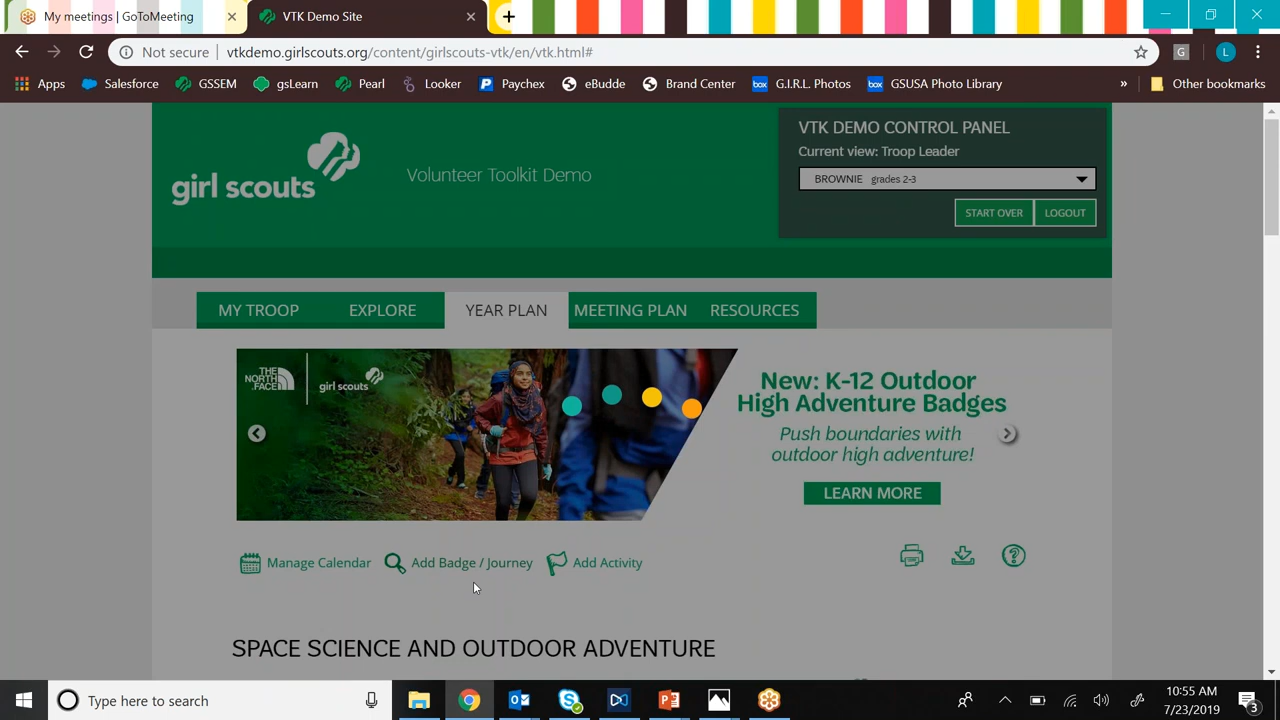 My meetings | GoToMeeting
VTK Demo Site
Not secure
vtkdemo.girlscouts.org/content/girlscouts-vtk/en/vtk.html#
G
L
Apps
Salesforce
GSSEM
gsLearn
Pearl
Looker
Paychex
eBudde
Brand Center
box
G.I.R.L. Photos
box
GSUSA Photo Library
»
Other bookmarks
girl scouts
Volunteer Toolkit Demo
VTK DEMO CONTROL PANEL
Current view: Troop Leader
BROWNIE grades 2-3
START OVER
LOGOUT
MY TROOP
EXPLORE
YEAR PLAN
MEETING PLAN
RESOURCES
THE
NORTH
FACE
girl scouts
New: K-12 Outdoor
High Adventure Badges
Push boundaries with
outdoor high adventure!
LEARN MORE
Manage Calendar
Add Badge / Journey
Add Activity
SPACE SCIENCE AND OUTDOOR ADVENTURE
Type here to search
10:55 AM
7/23/2019
3